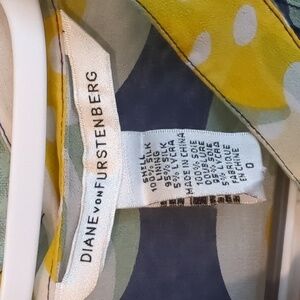 DIANE VON FURSTENBERG
SHELL
100% SILK
LINING
95% SILK
5% LYCRA
MADE IN CHINA
100% SOIE
DOUBLURE
95% SOIE
5% LYCRA
FABRIQUE
EN CHINE
0